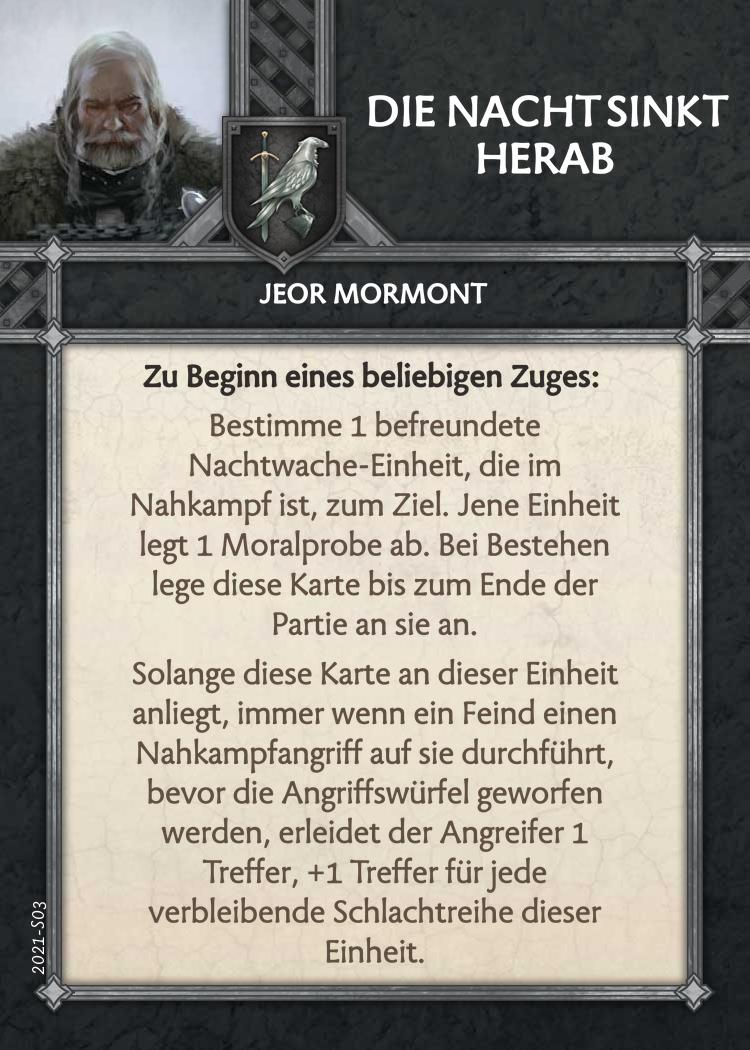 DIE NACHT SINKT
HERAB
JEOR MORMONT
Zu Beginn eines beliebigen Zuges:
Bestimme 1 befreundete
Nachtwache-Einheit, die im
Nahkampf ist, zum Ziel. Jene Einheit
legt 1 Moralprobe ab. Bei Bestehen
lege diese Karte bis zum Ende der
Partie an sie an.
Solange diese Karte an dieser Einheit
anliegt, immer wenn ein Feind einen
Nahkampfangriff auf sie durchführt,
bevor die Angriffswürfel geworfen
werden, erleidet der Angreifer 1
Treffer, +1 Treffer für jede
verbleibende Schlachtreihe dieser
Einheit.
2021-S03